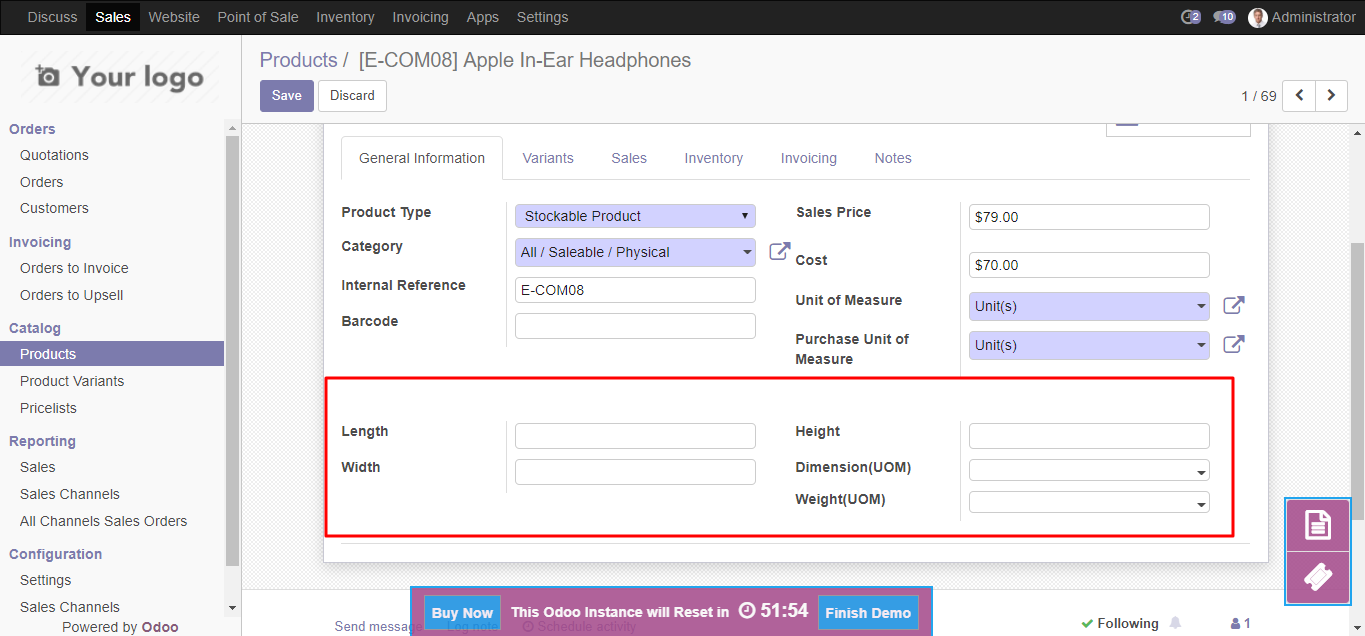 Discuss Sales Website Point of Sale Inventory Invoicing Apps Settings 2 10 Administrator
Your logo
Products / [E-COM08] Apple In-Ear Headphones
Save Discard
1 / 69
Orders
Quotations
Orders
Customers
Invoicing
Orders to Invoice
Orders to Upsell
Catalog
Products
Product Variants
Pricelists
Reporting
Sales
Sales Channels
All Channels Sales Orders
Configuration
Settings
Sales Channels
Powered by Odoo
General Information Variants Sales Inventory Invoicing Notes
Product Type Stockable Product
Category All / Saleable / Physical
Internal Reference E-COM08
Barcode
Sales Price $79.00
Cost $70.00
Unit of Measure Unit(s)
Purchase Unit of Unit(s)
Measure
Length
Width
Height
Dimension(UOM)
Weight(UOM)
Buy Now This Odoo Instance will Reset in 51:54 Finish Demo
Send message Log note Schedule activity
Following 1